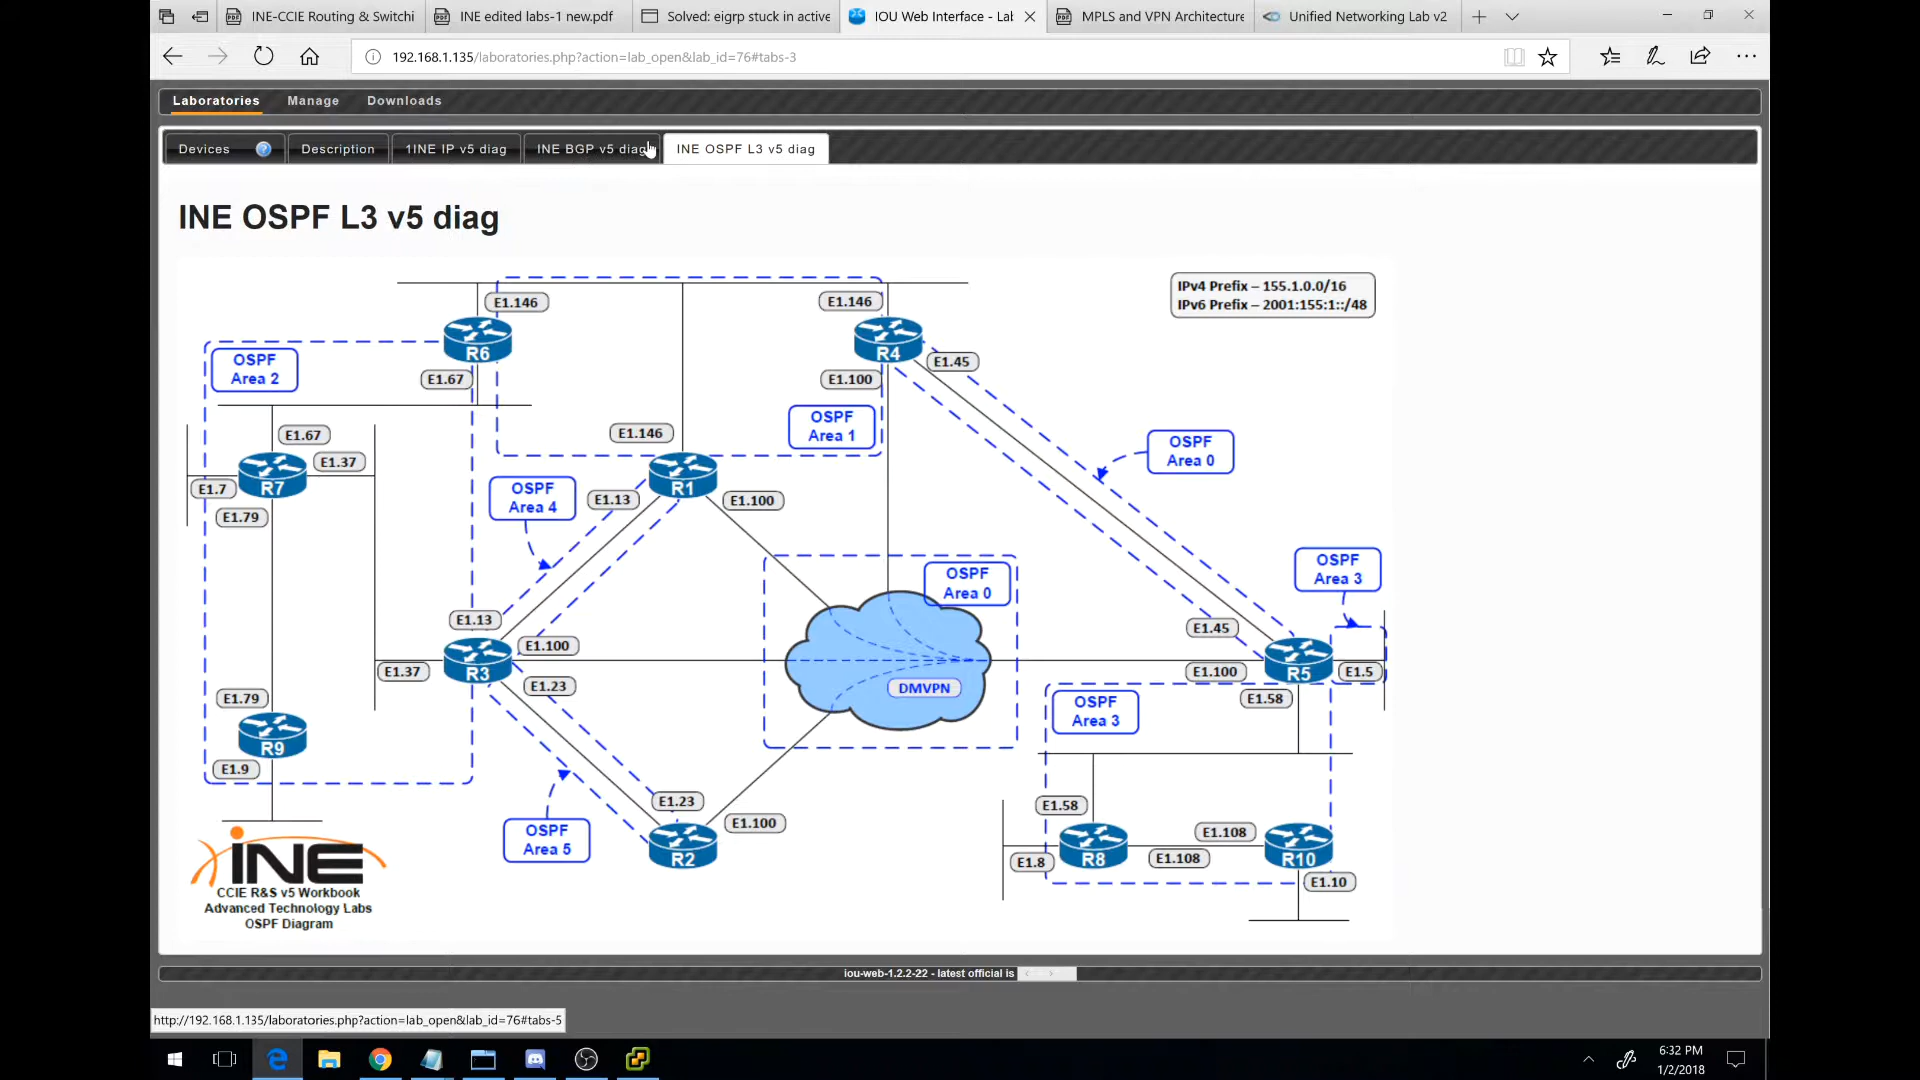 INE-CCIE Routing & Switchi
INE edited labs-1 new.pdf
Solved: eigrp stuck in active
IOU Web Interface - Lab
MPLS and VPN Architecture
Unified Networking Lab v2
192.168.1.135/laboratories.php?action=lab_open&lab_id=76#tabs-3
Laboratories
Manage
Downloads
Devices
Description
1INE IP v5 diag
INE BGP v5 diag
INE OSPF L3 v5 diag
INE OSPF L3 v5 diag
IPv4 Prefix – 155.1.0.0/16
IPv6 Prefix – 2001:155:1::/48
E1.146
E1.146
R6
R4
OSPF
Area 2
E1.45
E1.67
E1.100
OSPF
Area 1
E1.67
E1.146
OSPF
Area 0
E1.37
R7
R1
E1.7
OSPF
Area 4
E1.13
E1.100
E1.79
OSPF
Area 0
OSPF
Area 3
E1.13
E1.45
E1.100
R3
R5
E1.37
E1.100
E1.5
E1.23
DMVPN
E1.58
E1.79
OSPF
Area 3
R9
E1.9
E1.23
E1.58
E1.100
OSPF
Area 5
R2
E1.108
R8
R10
E1.8
E1.108
E1.10
iNE
CCIE R&S v5 Workbook
Advanced Technology Labs
OSPF Diagram
iou-web-1.2.2-22 - latest official is
http://192.168.1.135/laboratories.php?action=lab_open&lab_id=76#tabs-5
6:32 PM
1/2/2018